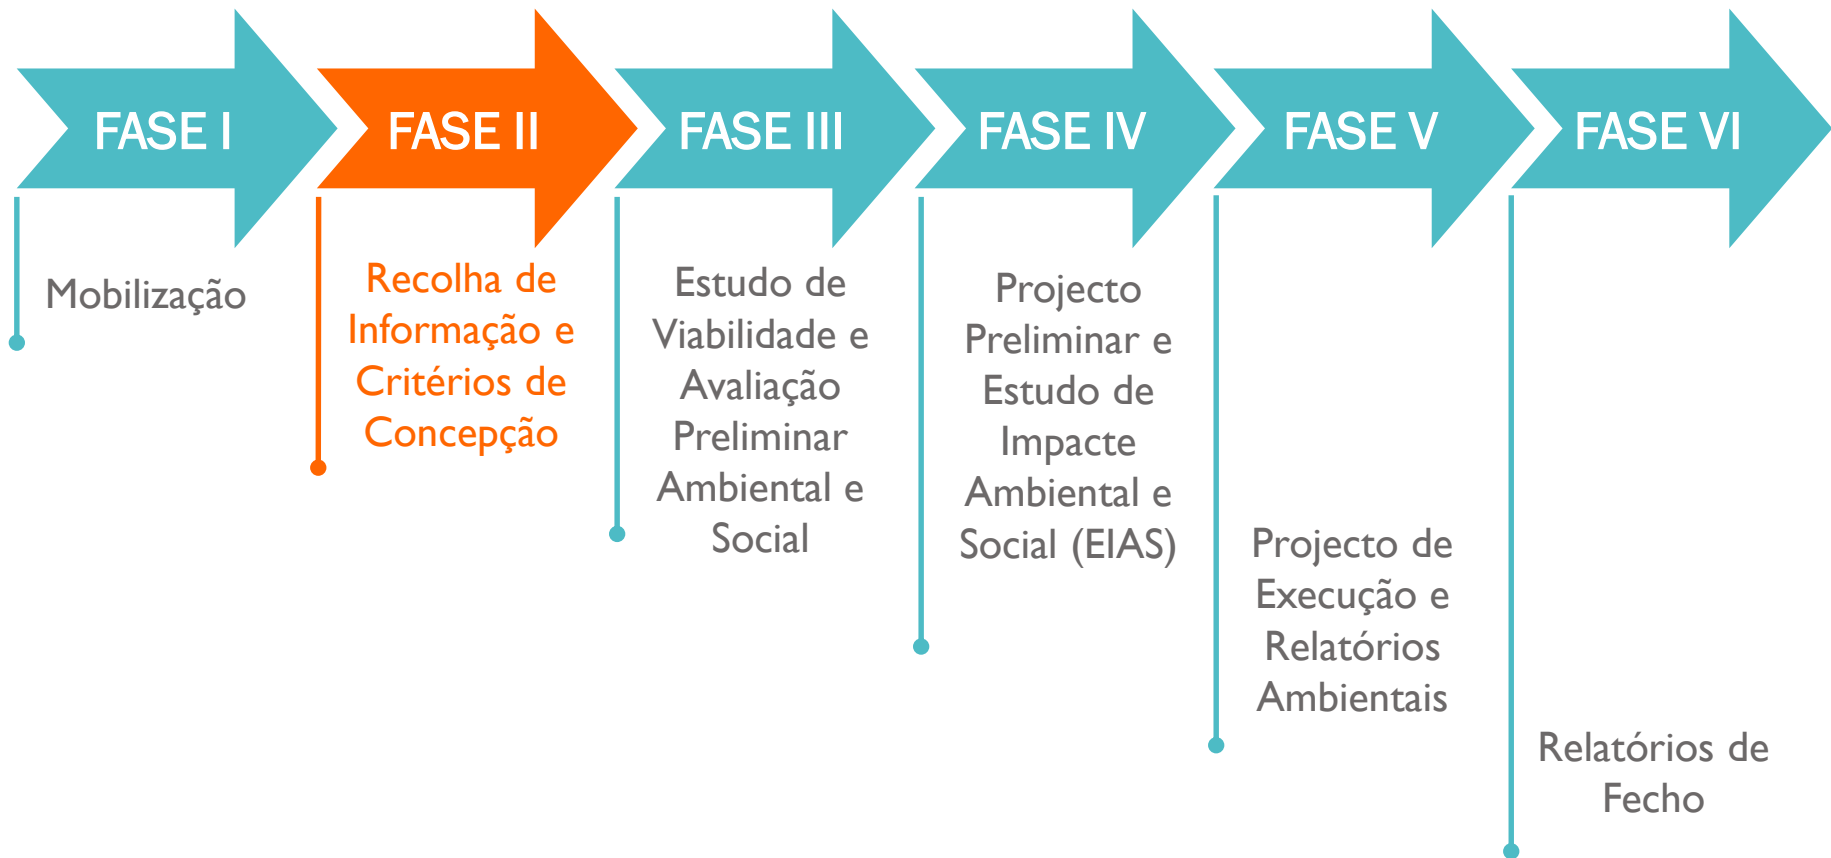 FASE I
FASE II
FASE III
FASE IV
FASE V
FASE VI
Mobilização
Recolha de
Informação e
Critérios de
Concepção
Estudo de
Viabilidade e
Avaliação
Preliminar
Ambiental e
Social
Projecto
Preliminar e
Estudo de
Impacte
Ambiental e
Social (EIAS)
Projecto de
Execução e
Relatórios
Ambientais
Relatórios de
Fecho